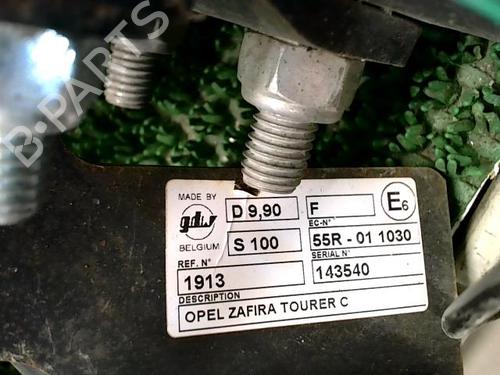 B-PARTS
MADE BY
gdw
BELGIUM
D 9,90
F
E6
S 100
EC-N°
55R - 01 1030
REF. N°
SERIAL N°
1913
143540
DESCRIPTION
OPEL ZAFIRA TOURER C